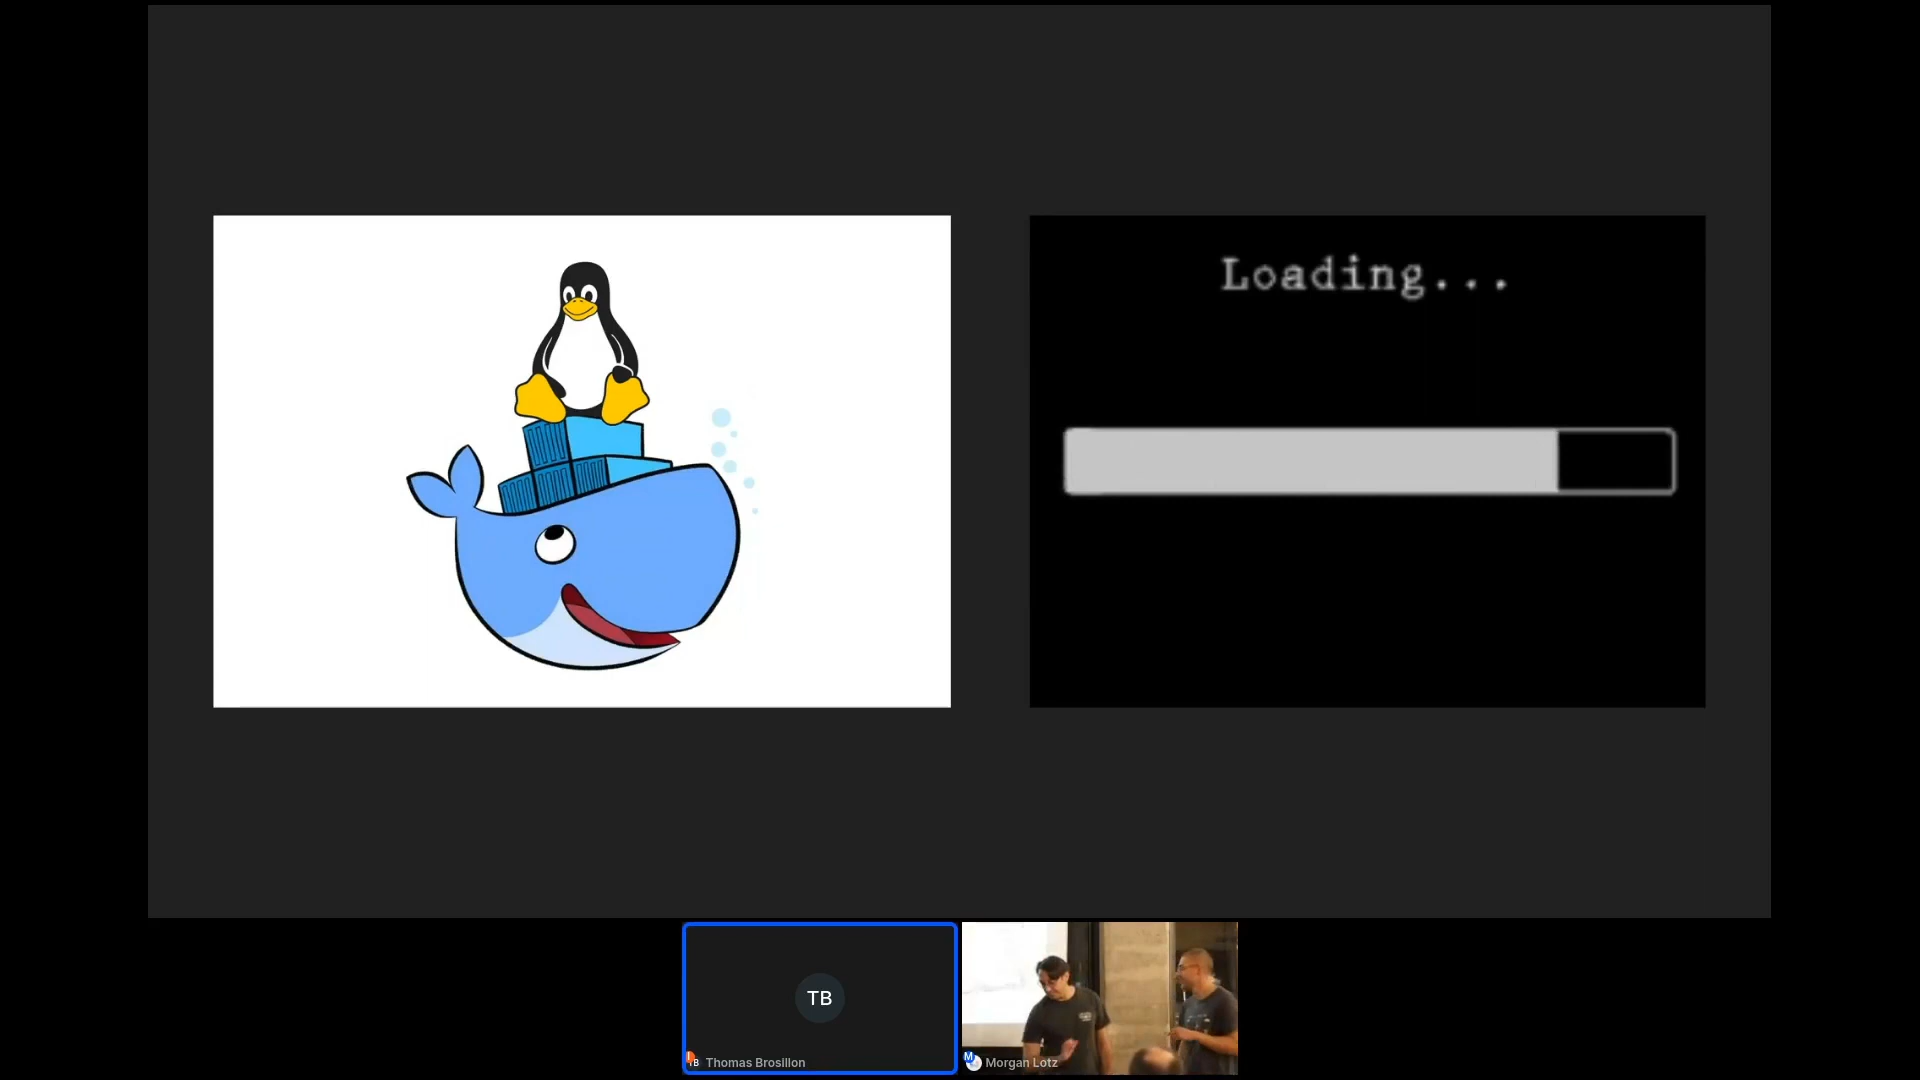 Loading...
TB
TB Thomas Brosillon
M Morgan Lotz